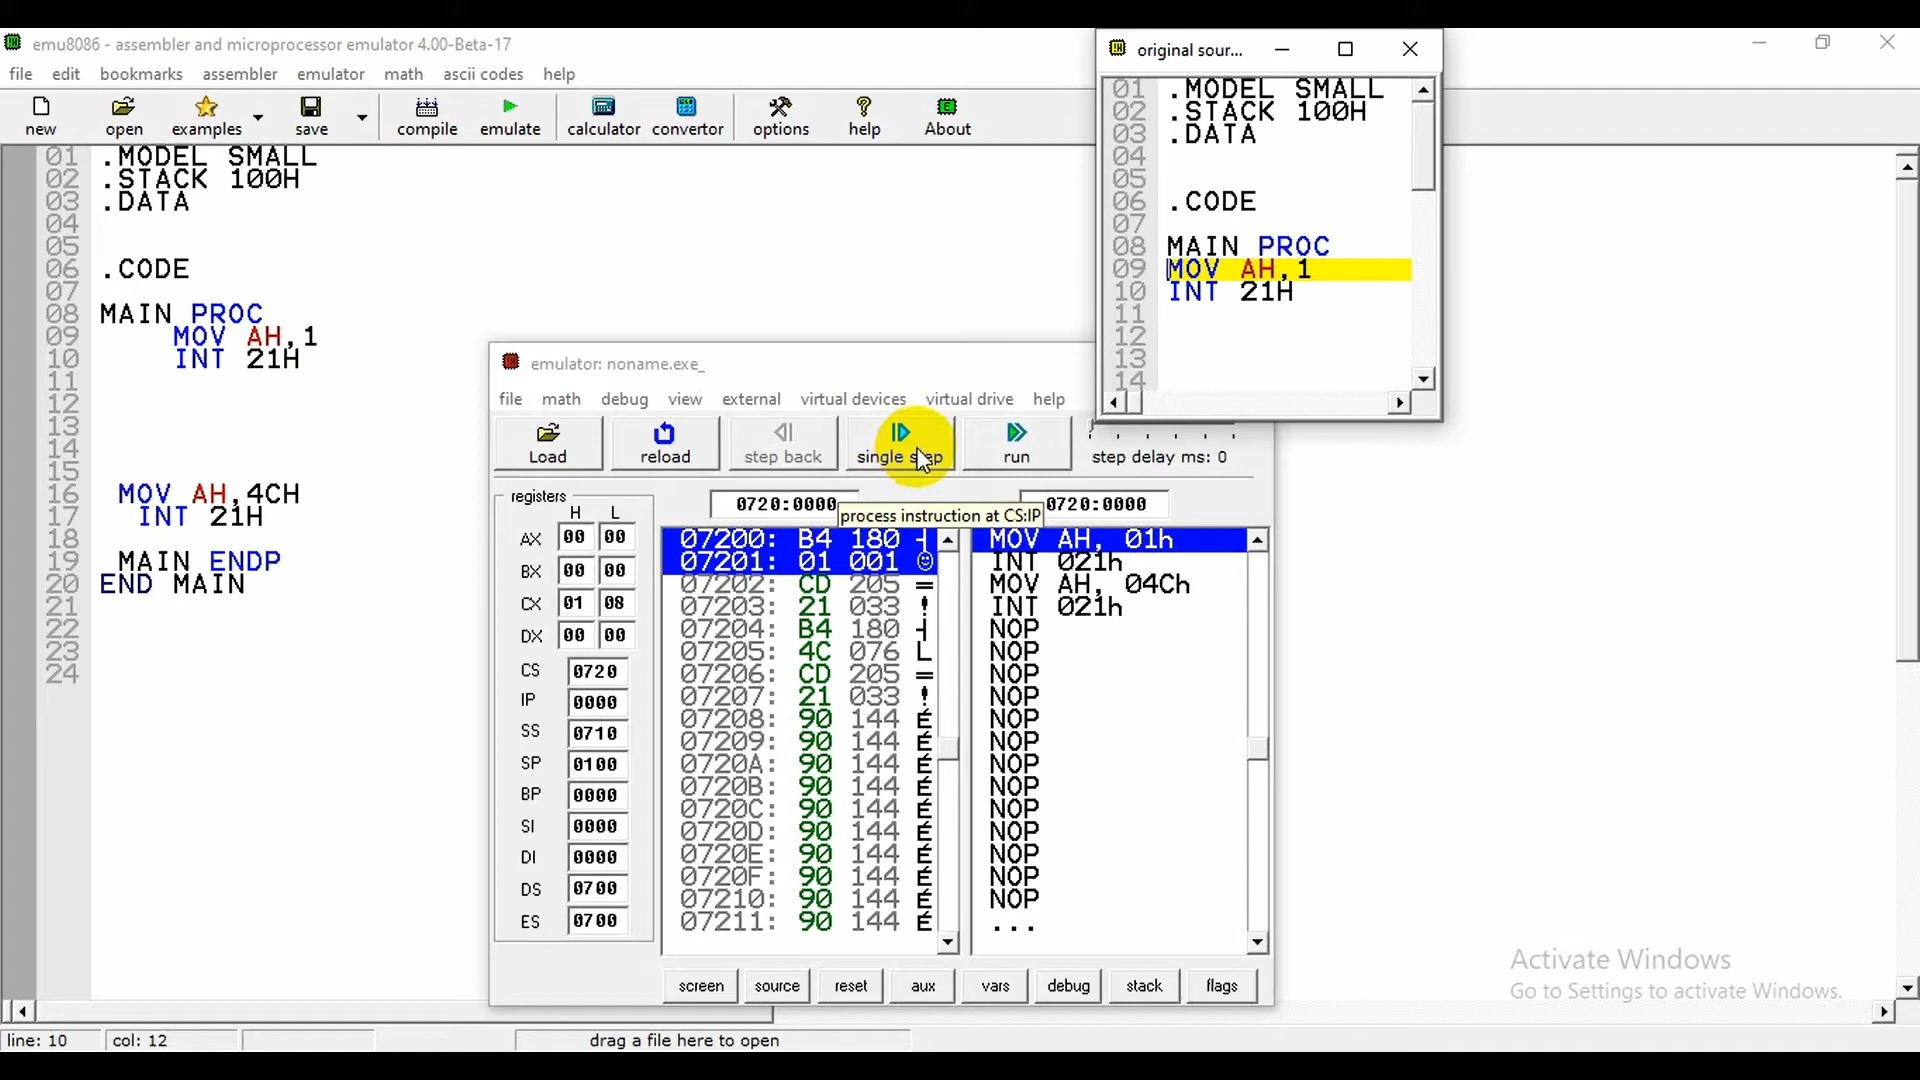 emu8086 - assembler and microprocessor emulator 4.00-Beta-17
file edit bookmarks assembler emulator math ascii codes help
new open examples save compile emulate calculator convertor options help About
01 .MODEL SMALL
02 .STACK 100H
03 .DATA
04
05
06 .CODE
07
08 MAIN PROC
09 MOV AH,1
10 INT 21H
11
12
13
14
15
16 MOV AH,4CH
17 INT 21H
18
19 MAIN ENDP
20 END MAIN
21
22
23
24
original sour...
01 .MODEL SMALL
02 .STACK 100H
03 .DATA
04
05
06 .CODE
07
08 MAIN PROC
09 MOV AH,1
10 INT 21H
11
12
13
14
emulator: noname.exe_
file math debug view external virtual devices virtual drive help
Load reload step back single step run step delay ms: 0
registers
H L
AX 00 00
BX 00 00
CX 01 08
DX 00 00
CS 0720
IP 0000
SS 0710
SP 0100
BP 0000
SI 0000
DI 0000
DS 0700
ES 0700
0720:0000 0720:0000
process instruction at CS:IP
07200: B4 180 ┤
07201: 01 001 ☺
07202: CD 205 =
07203: 21 033 !
07204: B4 180 ┤
07205: 4C 076 L
07206: CD 205 =
07207: 21 033 !
07208: 90 144 É
07209: 90 144 É
0720A: 90 144 É
0720B: 90 144 É
0720C: 90 144 É
0720D: 90 144 É
0720E: 90 144 É
0720F: 90 144 É
07210: 90 144 É
07211: 90 144 É
MOV AH, 01h
INT 021h
MOV AH, 04Ch
INT 021h
NOP
NOP
NOP
NOP
NOP
NOP
NOP
NOP
NOP
NOP
NOP
NOP
NOP
...
screen source reset aux vars debug stack flags
Activate Windows
Go to Settings to activate Windows.
line: 10 col: 12 drag a file here to open